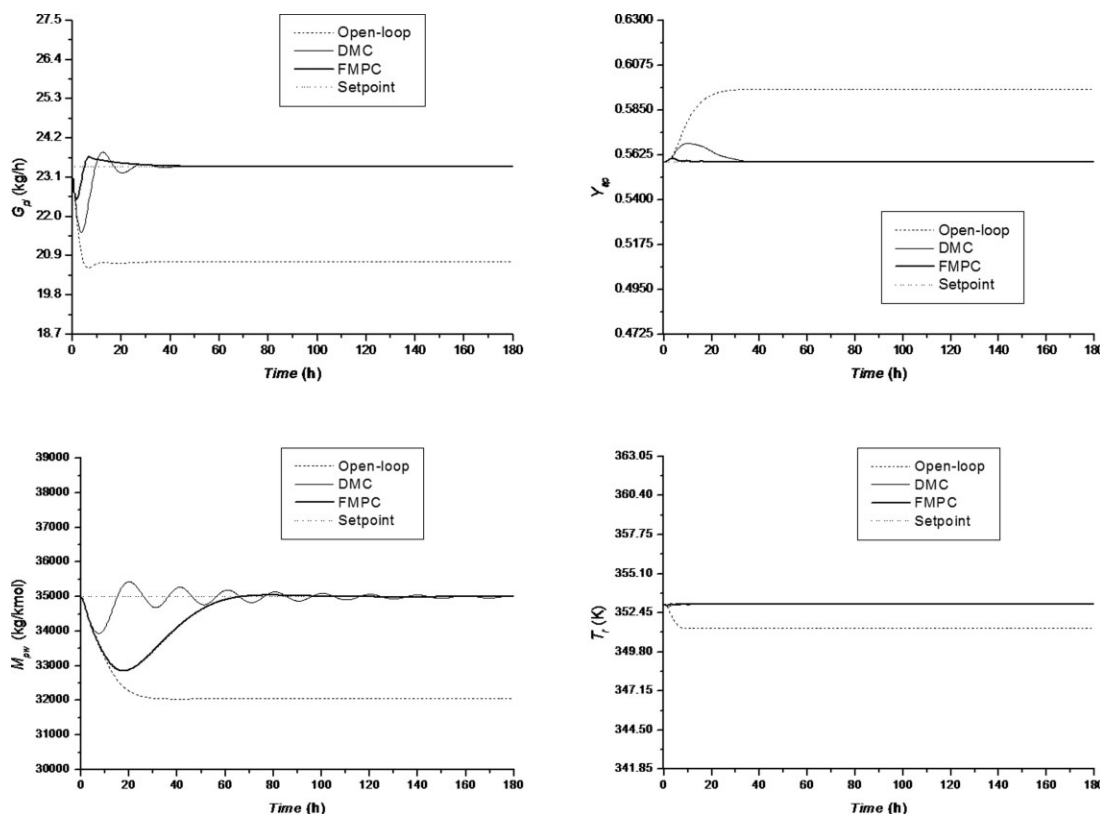 27.5
26.4
25.3
24.2
23.1
22.0
20.9
19.8
18.7
G_pi (kg/h)
0 20 40 60 80 100 120 140 160 180
Time (h)
Open-loop
DMC
FMPC
Setpoint
0.6300
0.6075
0.5850
0.5625
0.5400
0.5175
0.4950
0.4725
Y_ap
0 20 40 60 80 100 120 140 160 180
Time (h)
Open-loop
DMC
FMPC
Setpoint
39000
38000
37000
36000
35000
34000
33000
32000
31000
30000
M_pw (kg/kmol)
0 20 40 60 80 100 120 140 160 180
Time (h)
Open-loop
DMC
FMPC
Setpoint
363.05
360.40
357.75
355.10
352.45
349.80
347.15
344.50
341.85
T_r (K)
0 20 40 60 80 100 120 140 160 180
Time (h)
Open-loop
DMC
FMPC
Setpoint